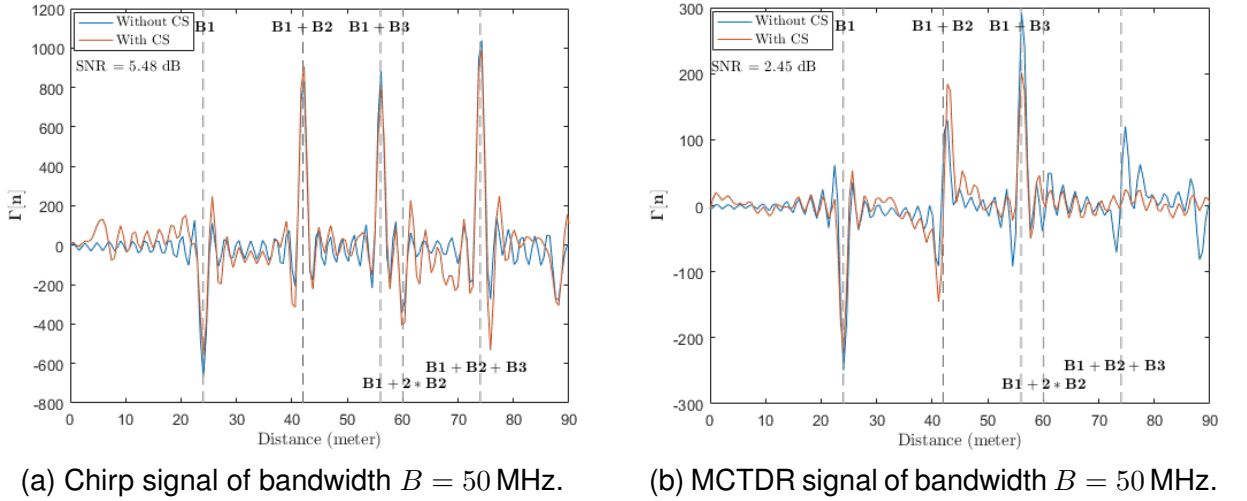 Without CS
With CS
SNR = 5.48 dB
B1
B1 + B2
B1 + B3
B1 + B2 + B3
B1 + 2 * B2
1200
1000
800
600
400
200
0
-200
-400
-600
-800
Γ[n]
0 10 20 30 40 50 60 70 80 90
Distance (meter)
(a) Chirp signal of bandwidth B = 50 MHz.
Without CS
With CS
SNR = 2.45 dB
B1
B1 + B2
B1 + B3
B1 + B2 + B3
B1 + 2 * B2
300
200
100
0
-100
-200
-300
Γ[n]
0 10 20 30 40 50 60 70 80 90
Distance (meter)
(b) MCTDR signal of bandwidth B = 50 MHz.